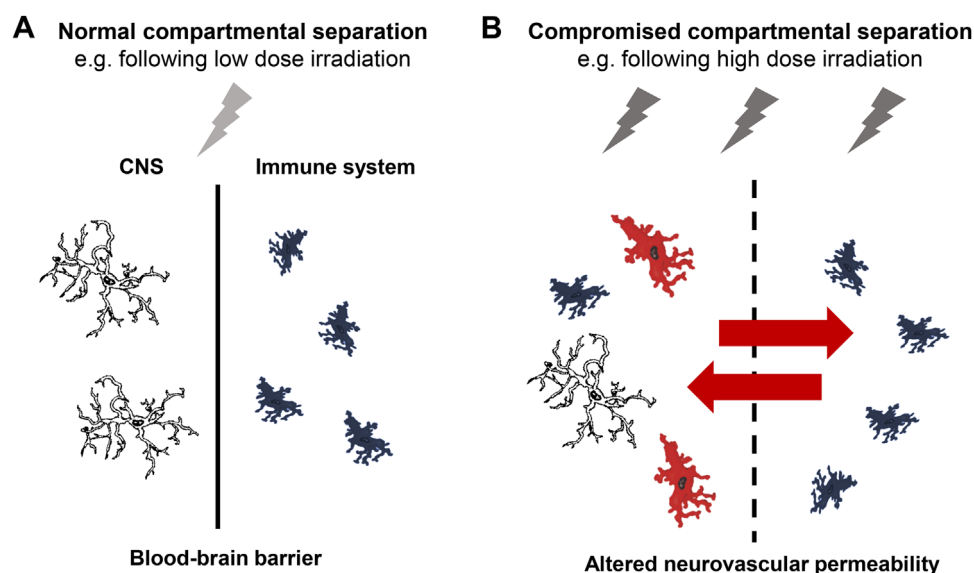 A
Normal compartmental separation
e.g. following low dose irradiation
CNS
Immune system
Blood-brain barrier
B
Compromised compartmental separation
e.g. following high dose irradiation
Altered neurovascular permeability